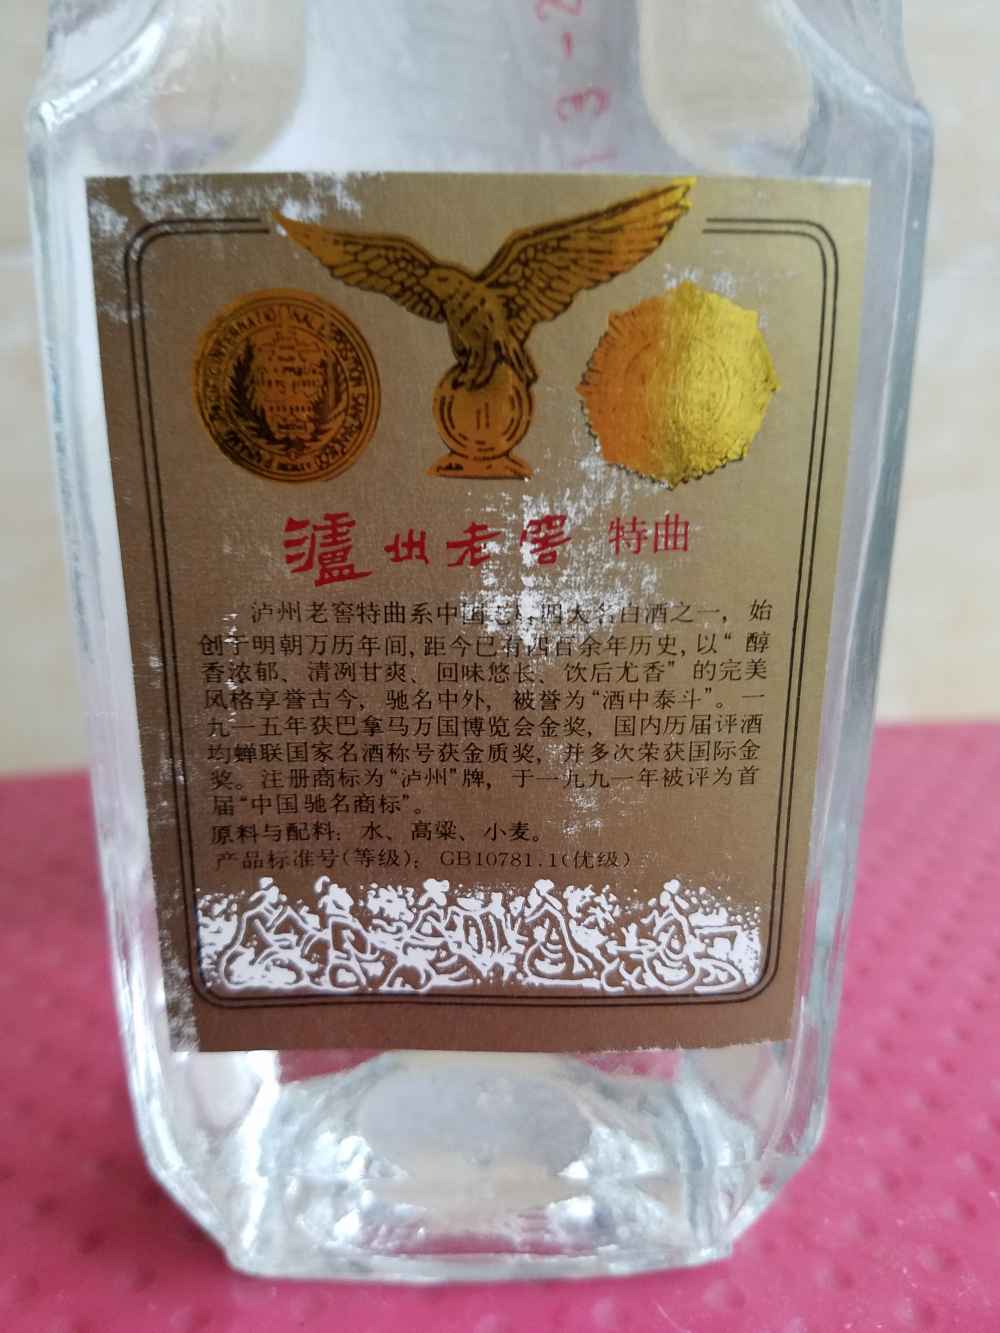 13-2
INTERNATIONAL
泸州老窖 特曲
泸州老窖特曲系中国 四大名白酒之一, 始
创于明朝万历年间, 距今已有四百余年历史, 以“醇
香浓郁、清冽甘爽、回味悠长、饮后尤香”的完美
风格享誉古今, 驰名中外, 被誉为“酒中泰斗”。一
九一五年获巴拿马万国博览会金奖, 国内历届评酒
均蝉联国家名酒称号获金质奖, 并多次荣获国际金
奖。注册商标为“泸州”牌, 于一九九一年被评为首
届“中国驰名商标”。
原料与配料: 水、高粱、小麦。
产品标准号(等级): GB10781.1(优级)